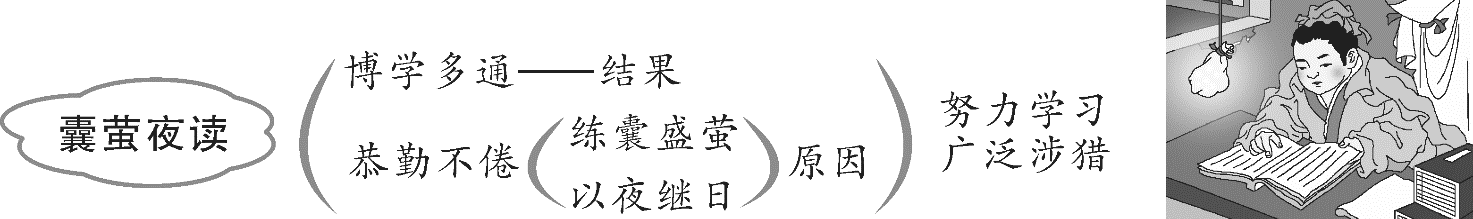 囊萤夜读
博学多通——结果
恭勤不倦
练囊盛萤
以夜继日
原因
努力学习
广泛涉猎